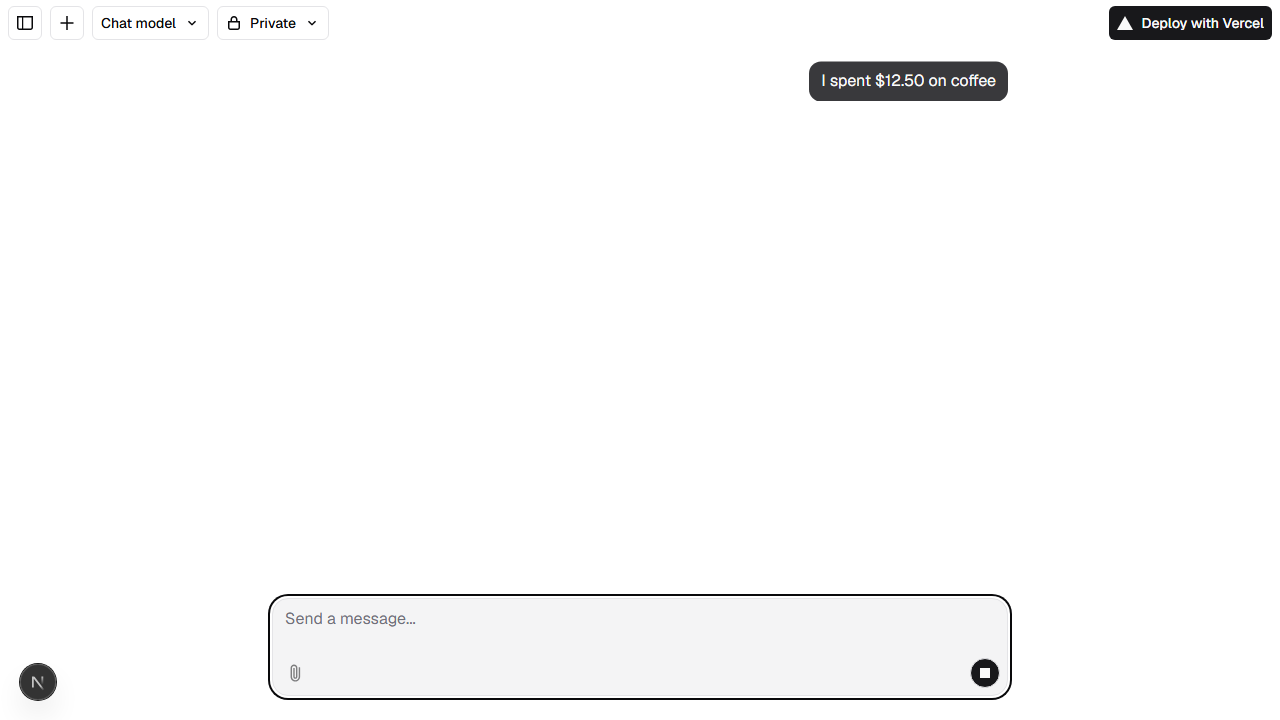 Chat model
Private
Deploy with Vercel
I spent $12.50 on coffee
Send a message...
N